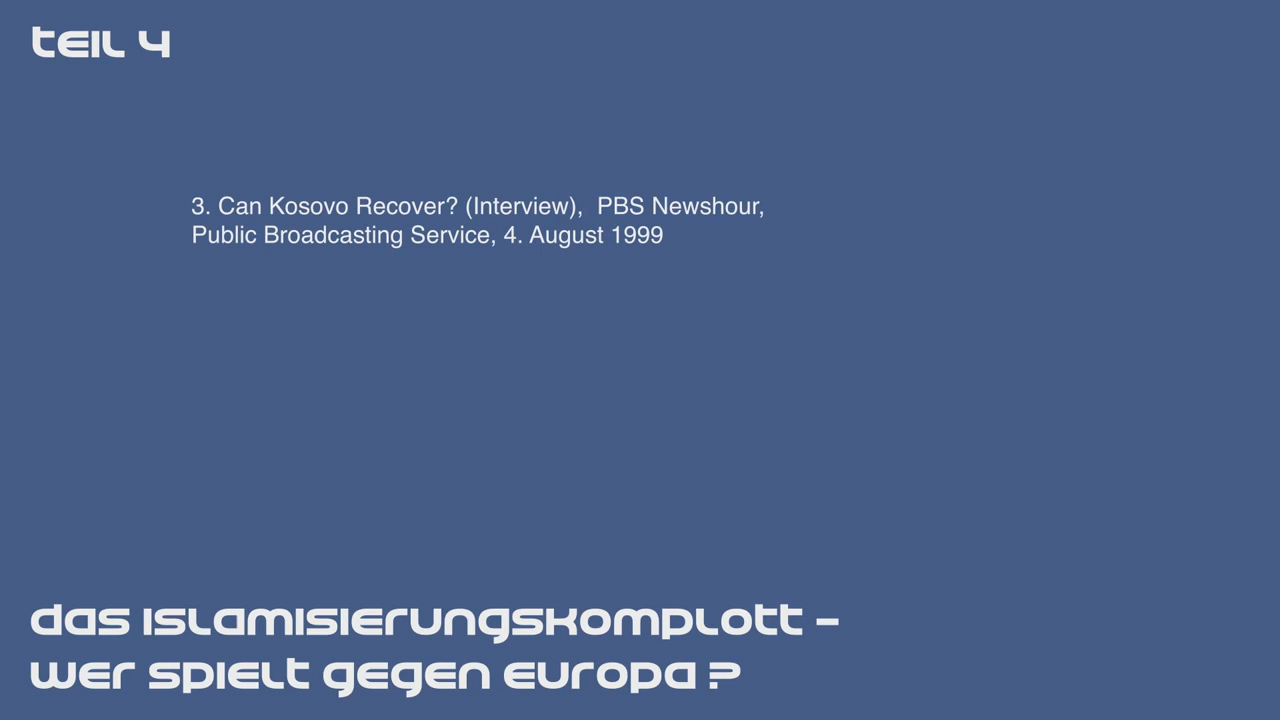 teil 4
3. Can Kosovo Recover? (Interview),  PBS Newshour,
Public Broadcasting Service, 4. August 1999
das islamisierungskomplott –
wer spielt gegen europa ?